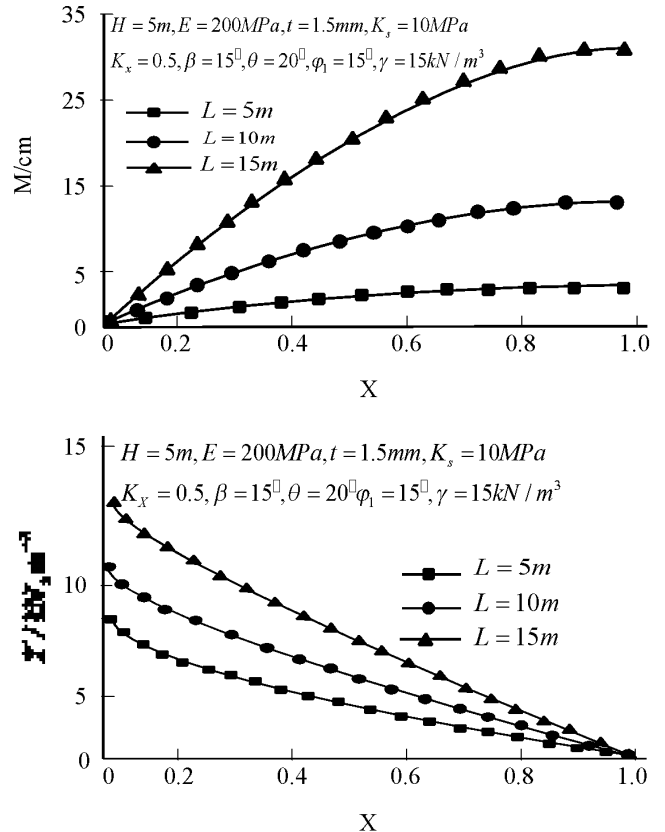 H = 5m, E = 200MPa, t = 1.5mm, K_s = 10MPa
K_x = 0.5, β = 15□, θ = 20□, φ_1 = 15□, γ = 15kN / m^3
L = 5m
L = 10m
L = 15m
M/cm
35
25
15
5
0
0 0.2 0.4 0.6 0.8 1.0
X
H = 5m, E = 200MPa, t = 1.5mm, K_s = 10MPa
K_X = 0.5, β = 15□, θ = 20□φ_1 = 15□, γ = 15kN / m^3
L = 5m
L = 10m
L = 15m
15
10
5
0
0 0.2 0.4 0.6 0.8 1.0
X